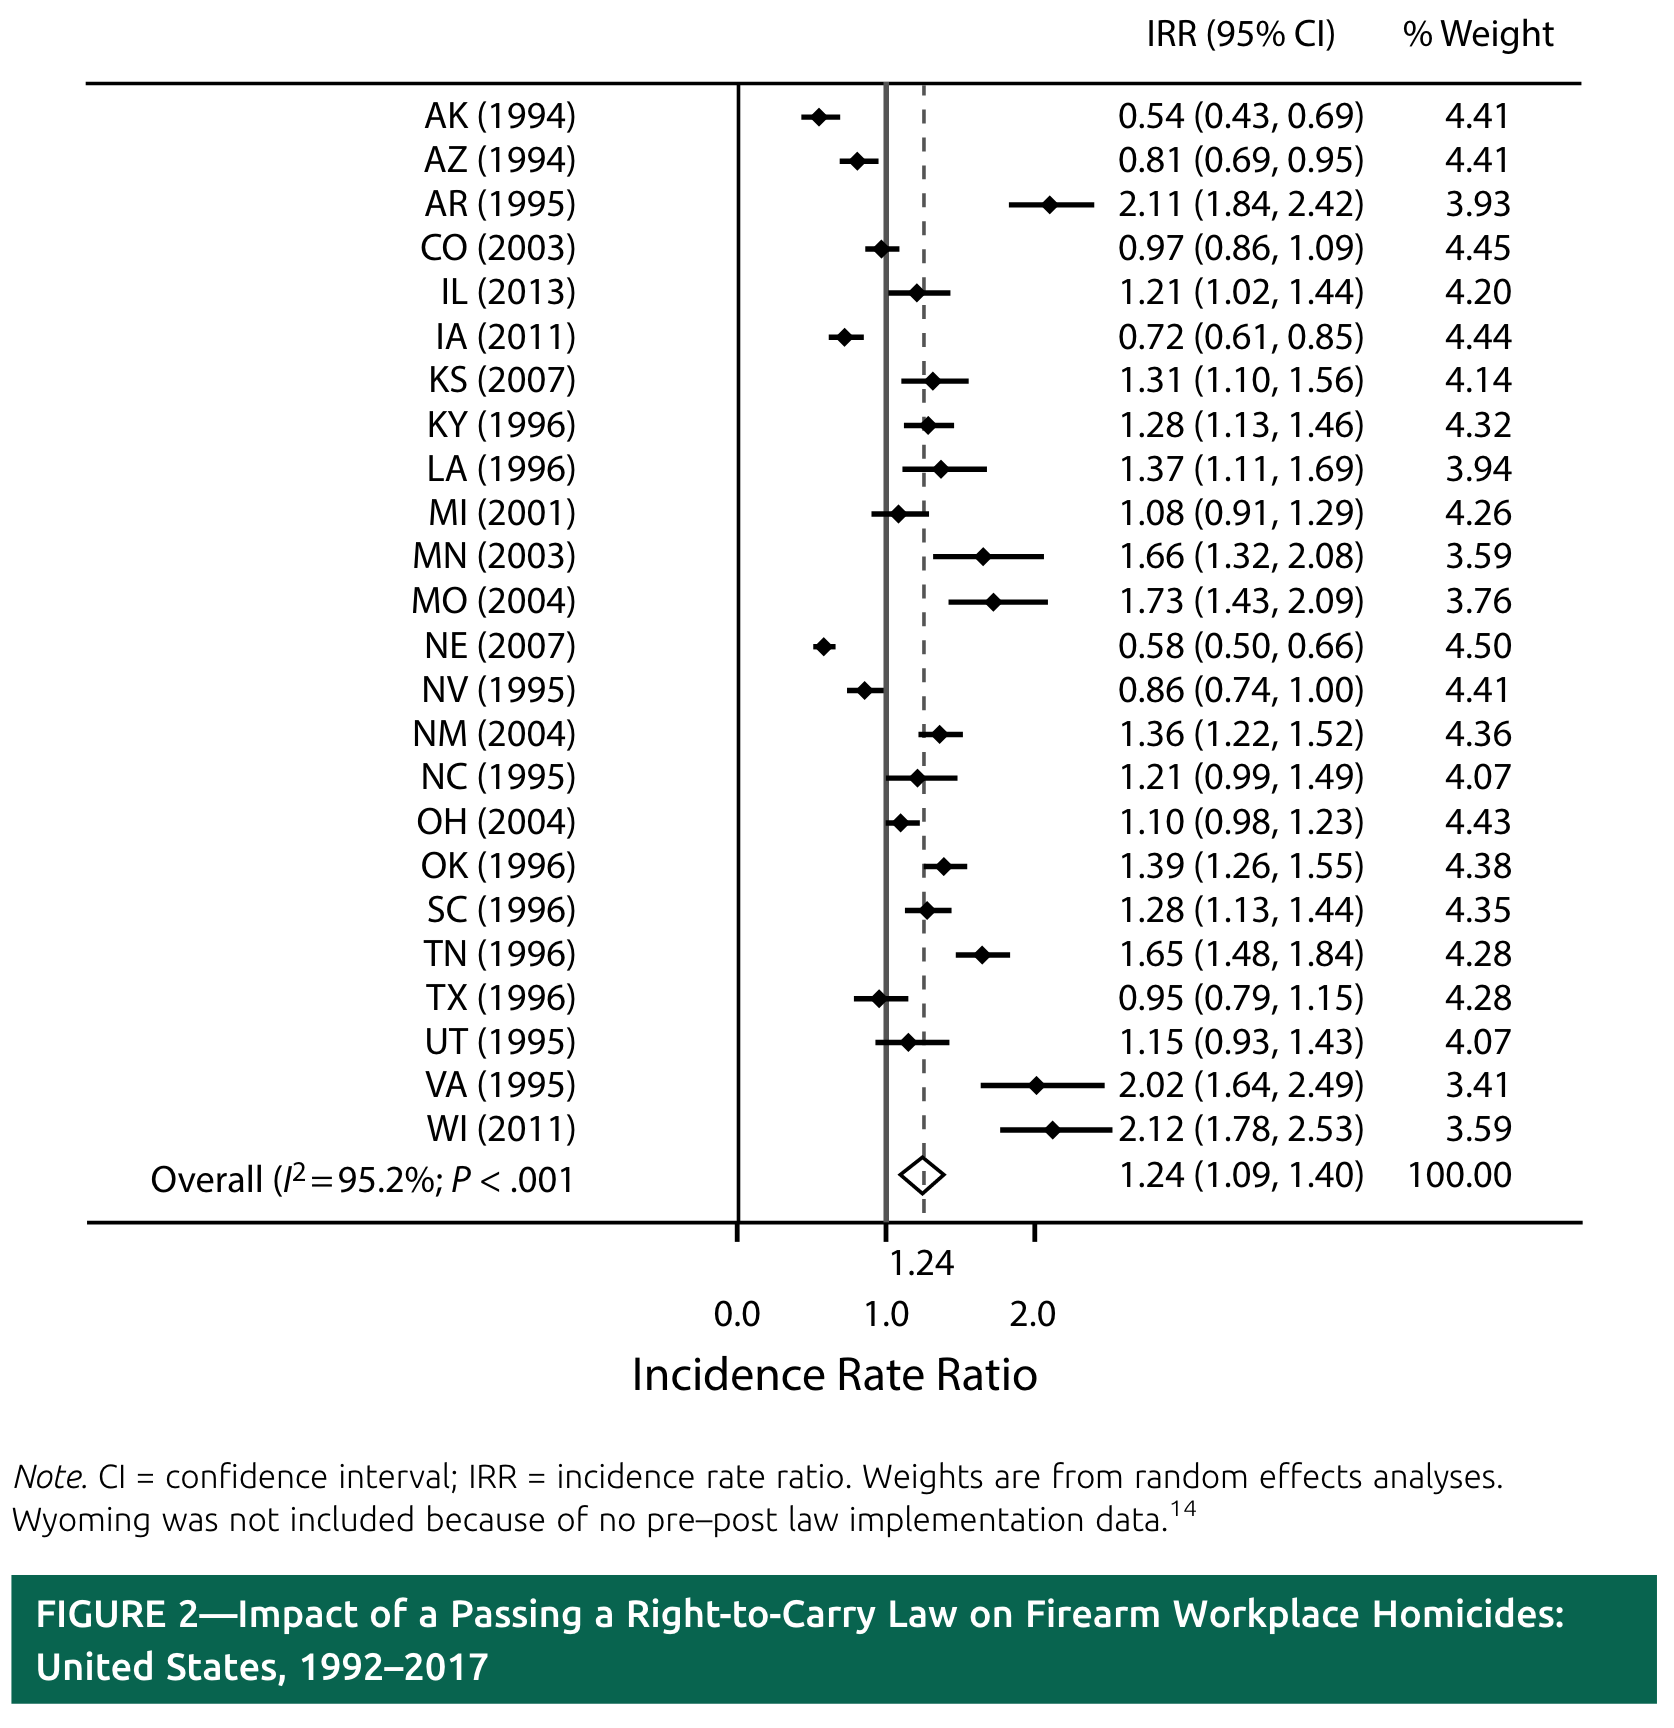 IRR (95% CI) % Weight
AK (1994) 0.54 (0.43, 0.69) 4.41
AZ (1994) 0.81 (0.69, 0.95) 4.41
AR (1995) 2.11 (1.84, 2.42) 3.93
CO (2003) 0.97 (0.86, 1.09) 4.45
IL (2013) 1.21 (1.02, 1.44) 4.20
IA (2011) 0.72 (0.61, 0.85) 4.44
KS (2007) 1.31 (1.10, 1.56) 4.14
KY (1996) 1.28 (1.13, 1.46) 4.32
LA (1996) 1.37 (1.11, 1.69) 3.94
MI (2001) 1.08 (0.91, 1.29) 4.26
MN (2003) 1.66 (1.32, 2.08) 3.59
MO (2004) 1.73 (1.43, 2.09) 3.76
NE (2007) 0.58 (0.50, 0.66) 4.50
NV (1995) 0.86 (0.74, 1.00) 4.41
NM (2004) 1.36 (1.22, 1.52) 4.36
NC (1995) 1.21 (0.99, 1.49) 4.07
OH (2004) 1.10 (0.98, 1.23) 4.43
OK (1996) 1.39 (1.26, 1.55) 4.38
SC (1996) 1.28 (1.13, 1.44) 4.35
TN (1996) 1.65 (1.48, 1.84) 4.28
TX (1996) 0.95 (0.79, 1.15) 4.28
UT (1995) 1.15 (0.93, 1.43) 4.07
VA (1995) 2.02 (1.64, 2.49) 3.41
WI (2011) 2.12 (1.78, 2.53) 3.59
Overall (I² = 95.2%; P < .001 1.24 (1.09, 1.40) 100.00
1.24
0.0 1.0 2.0
Incidence Rate Ratio
Note. CI = confidence interval; IRR = incidence rate ratio. Weights are from random effects analyses.
Wyoming was not included because of no pre–post law implementation data.¹⁴
FIGURE 2—Impact of a Passing a Right-to-Carry Law on Firearm Workplace Homicides:
United States, 1992–2017